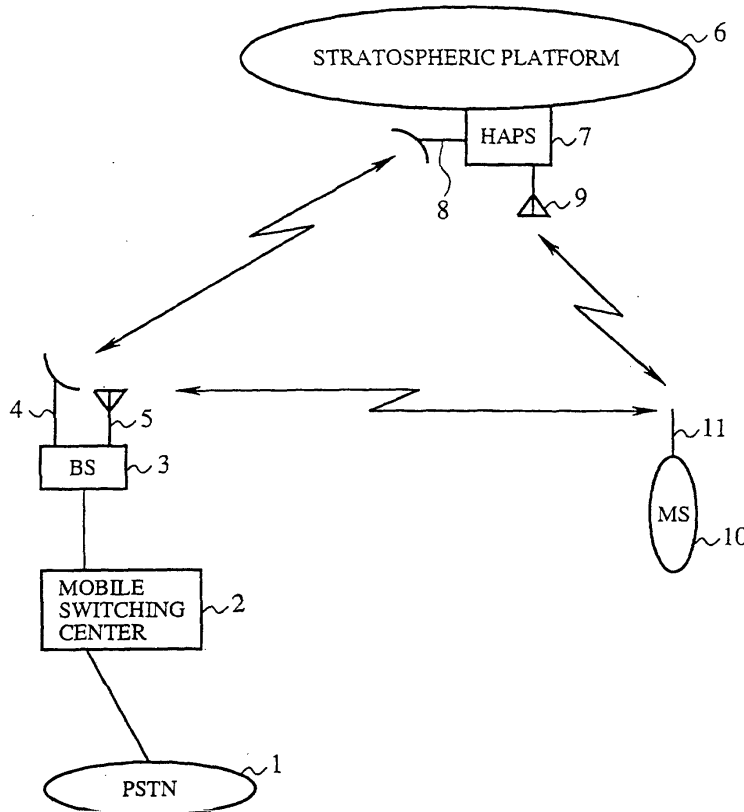 6
STRATOSPHERIC PLATFORM
HAPS
7
8
9
4
5
11
BS
3
MS
10
MOBILE
SWITCHING
CENTER
2
1
PSTN